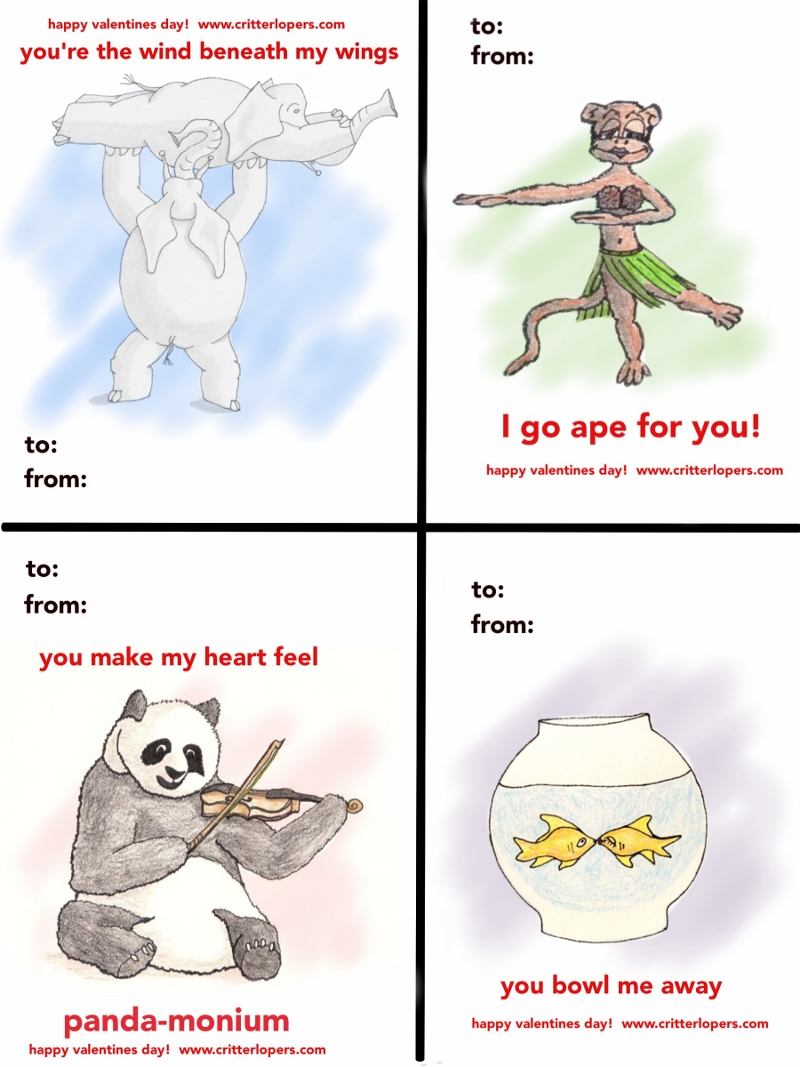 happy valentines day! www.critterlopers.com
you're the wind beneath my wings
to:
from:
to:
from:
I go ape for you!
happy valentines day! www.critterlopers.com
to:
from:
you make my heart feel
panda-monium
happy valentines day! www.critterlopers.com
to:
from:
you bowl me away
happy valentines day! www.critterlopers.com